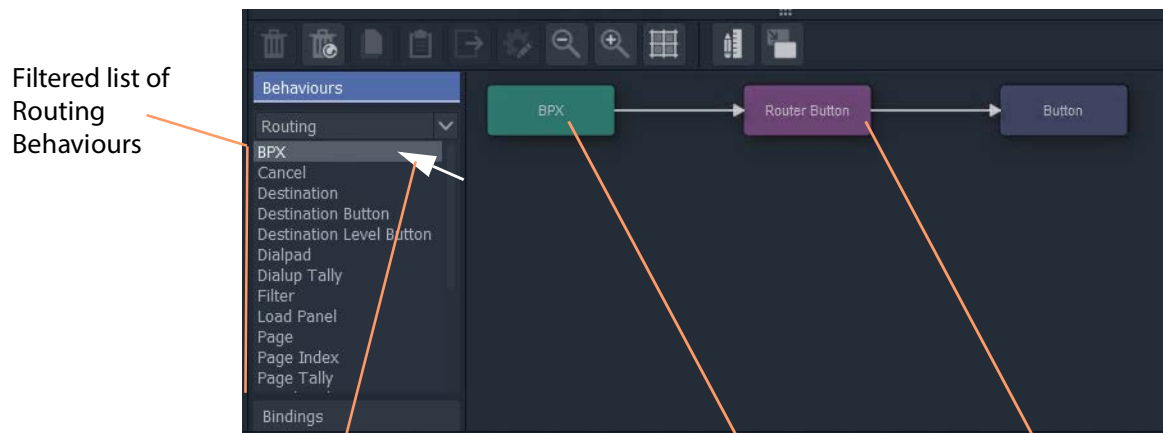 Filtered list of
Routing
Behaviours
Behaviours
Routing
BPX
Cancel
Destination
Destination Button
Destination Level Button
Dialpad
Dialup Tally
Filter
Load Panel
Page
Page Index
Page Tally
Bindings
BPX
Router Button
Button